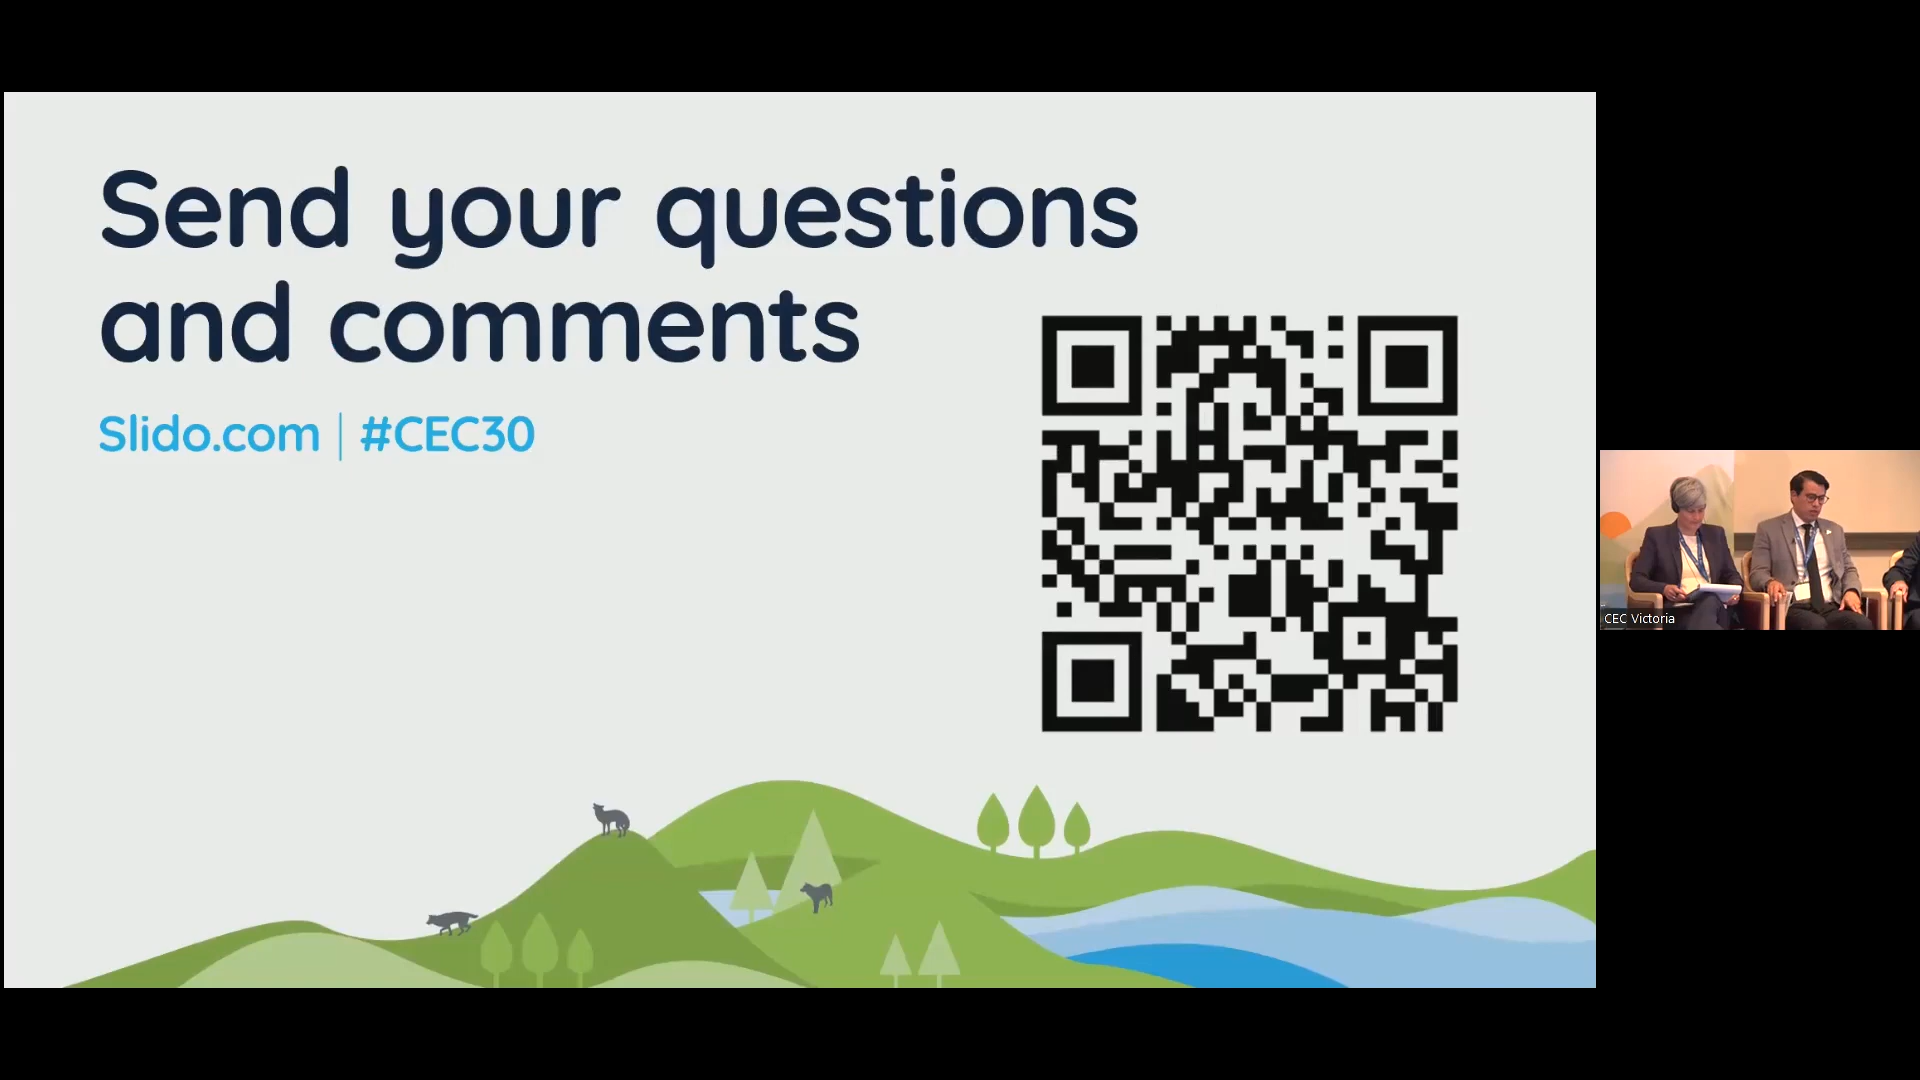 Send your questions
and comments
Slido.com | #CEC30
CEC Victoria